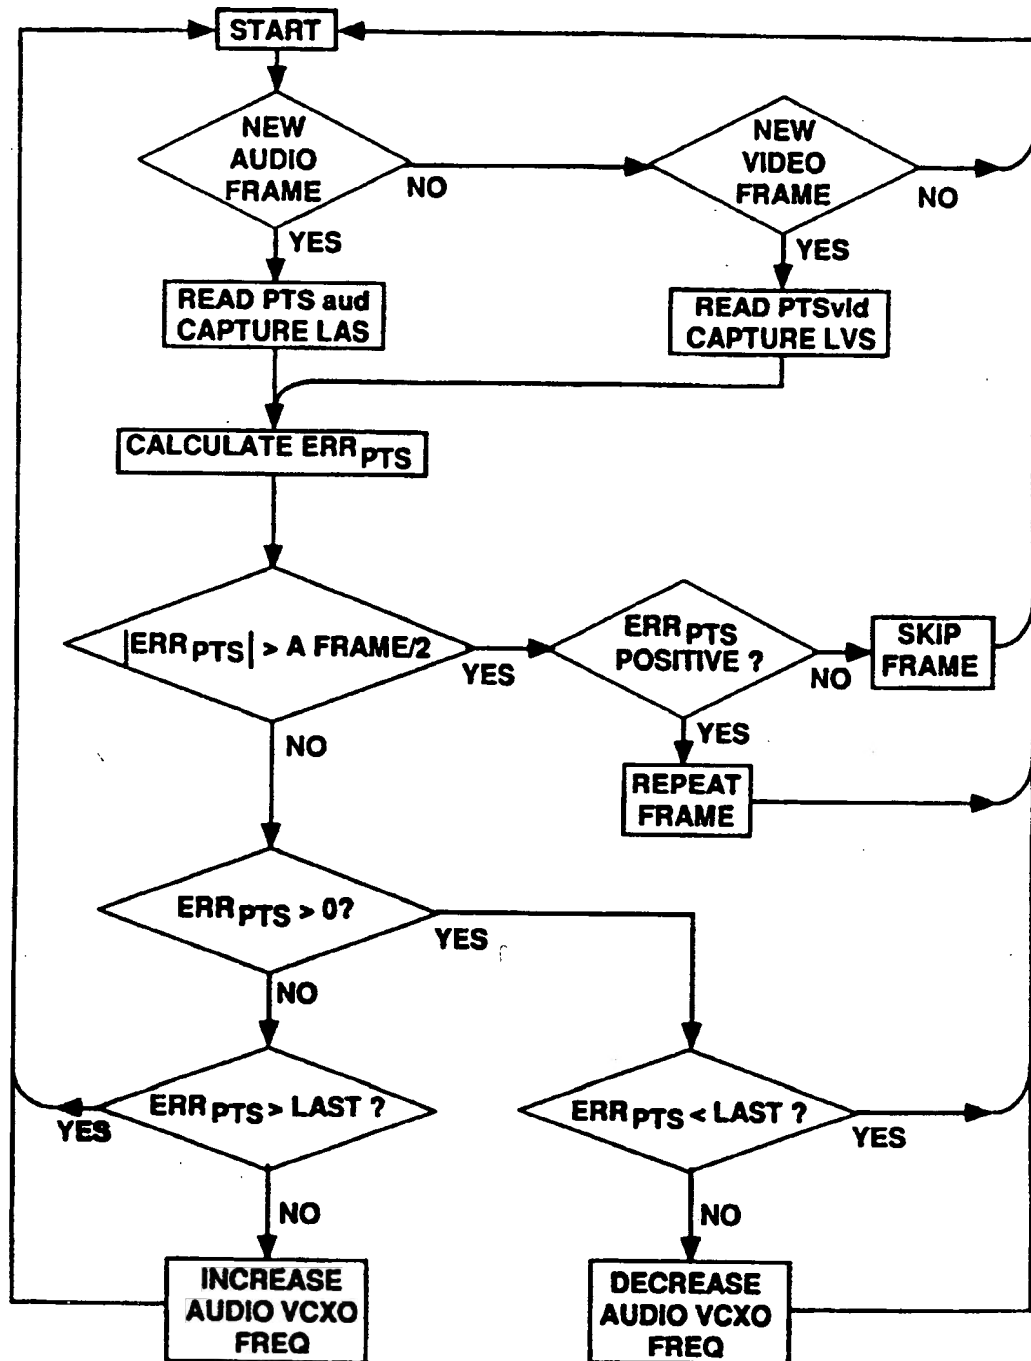 START
NEW
AUDIO
FRAME
NO
NEW
VIDEO
FRAME
NO
YES
YES
READ PTS aud
CAPTURE LAS
READ PTSvid
CAPTURE LVS
CALCULATE ERR PTS
|ERR PTS| > A FRAME/2
YES
ERR PTS
POSITIVE ?
NO
SKIP
FRAME
NO
YES
REPEAT
FRAME
ERR PTS > 0?
YES
NO
ERR PTS > LAST ?
YES
ERR PTS < LAST ?
YES
NO
NO
INCREASE
AUDIO VCXO
FREQ
DECREASE
AUDIO VCXO
FREQ